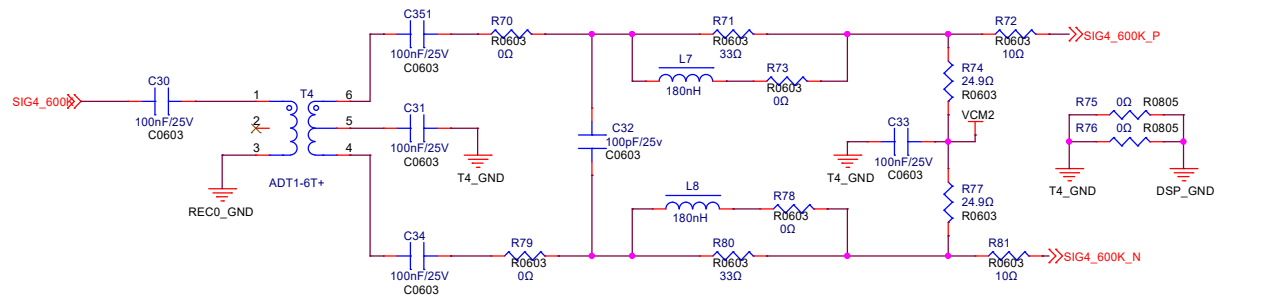 C351
100nF/25V
C0603
R70
R0603
0Ω
R71
R0603
33Ω
R72
R0603
10Ω
SIG4_600K_P
L7
180nH
R73
R0603
0Ω
R74
24.9Ω
R0603
C30
100nF/25V
C0603
SIG4_600K
1
2
3
T4
6
5
4
ADT1-6T+
REC0_GND
C31
100nF/25V
C0603
T4_GND
C32
100pF/25v
C0603
C33
100nF/25V
C0603
T4_GND
VCM2
R75
0Ω
R0805
R76
0Ω
R0805
T4_GND
DSP_GND
L8
180nH
R78
R0603
0Ω
R77
24.9Ω
R0603
C34
100nF/25V
C0603
R79
R0603
0Ω
R80
R0603
33Ω
R81
R0603
10Ω
SIG4_600K_N